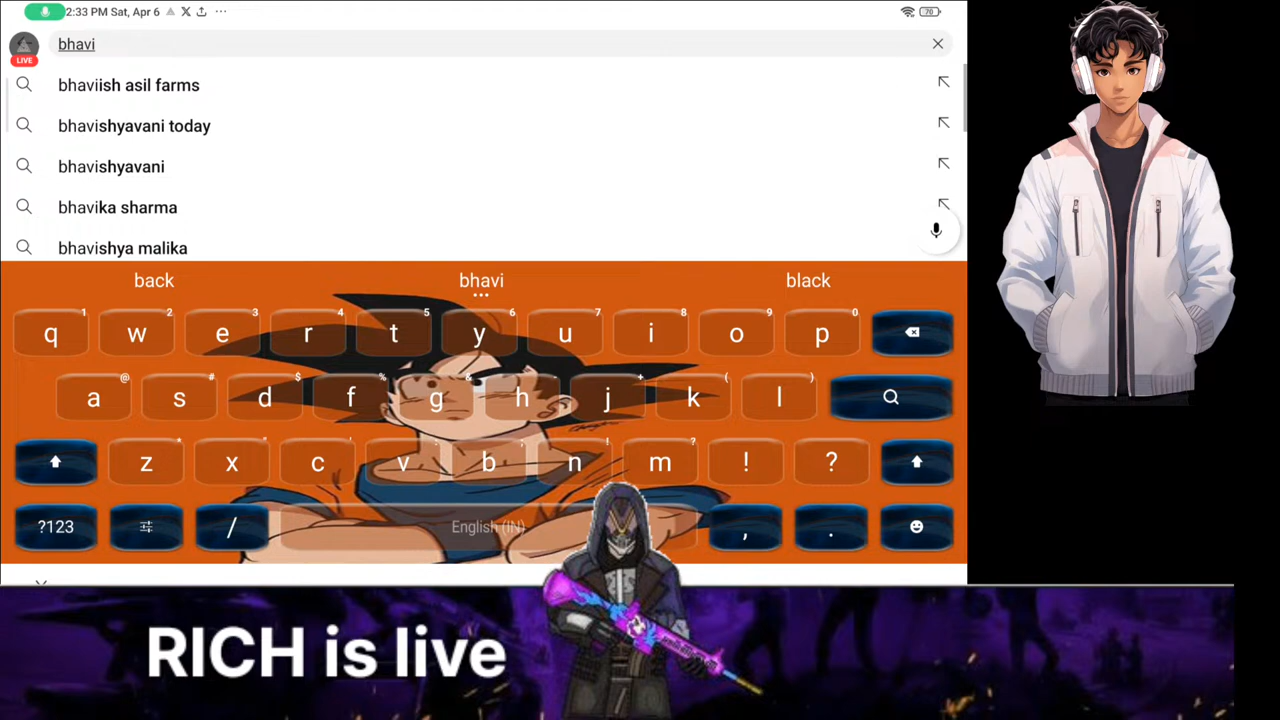 2:33 PM Sat, Apr 6
70
bhavi
LIVE
bhaviish asil farms
bhavishyavani today
bhavishyavani
bhavika sharma
bhavishya malika
back bhavi black
q 1 w 2 e 3 r 4 t 5 y 6 u 7 i 8 o 9 p 0
a @ s # d $ f % g & h - j + k ( l )
z * x " c ' v : b ; n ! m ? ! ?
?123 / English (IN) , .
RICH is live